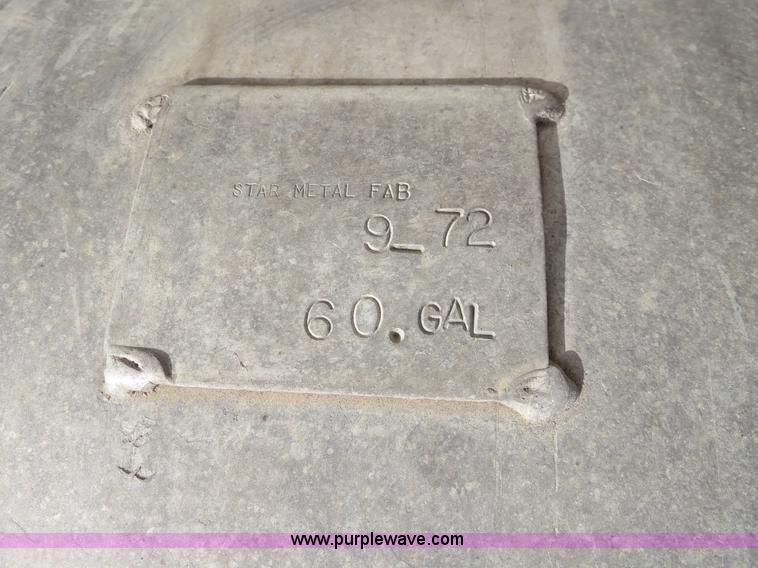 STAR METAL FAB
9_72
60. GAL
www.purplewave.com